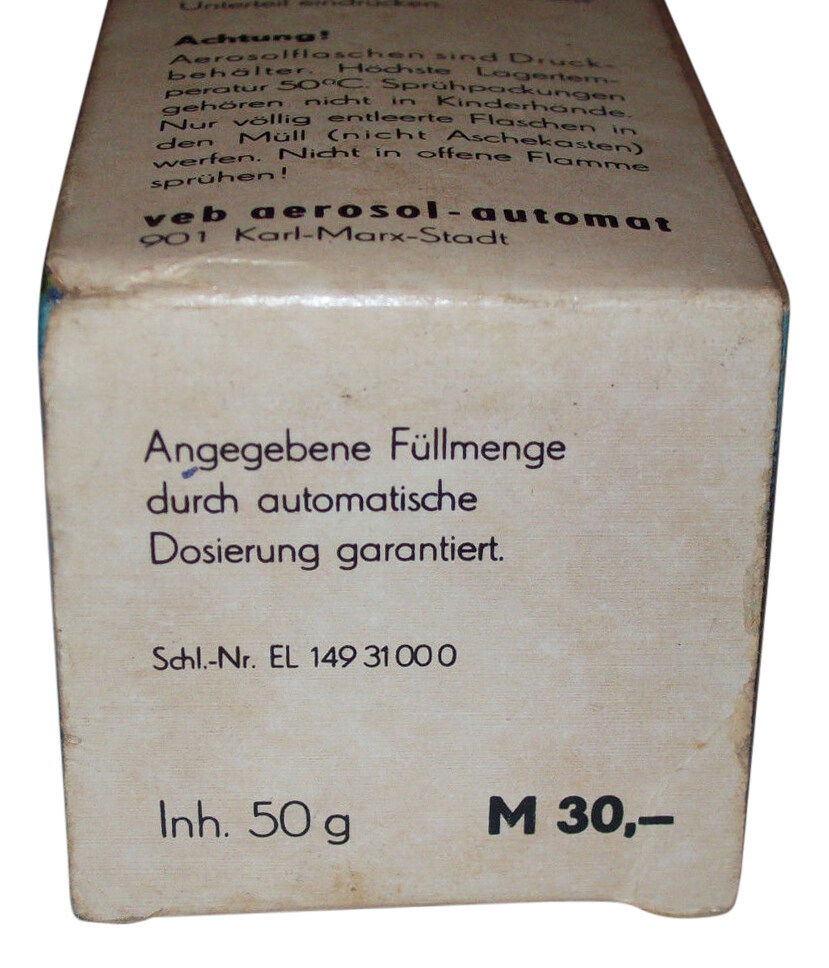 Unterteil eindrücken.
Achtung!
Aerosolflaschen sind Druck-
behälter. Höchste Lagertem-
peratur 50°C. Sprühpackungen
gehören nicht in Kinderhände.
Nur völlig entleerte Flaschen in
den Müll (nicht Aschekasten)
werfen. Nicht in offene Flamme
sprühen!
veb aerosol-automat
901 Karl-Marx-Stadt
Angegebene Füllmenge
durch automatische
Dosierung garantiert.
Schl.-Nr. EL 149 31 00 0
Inh. 50 g M 30,—